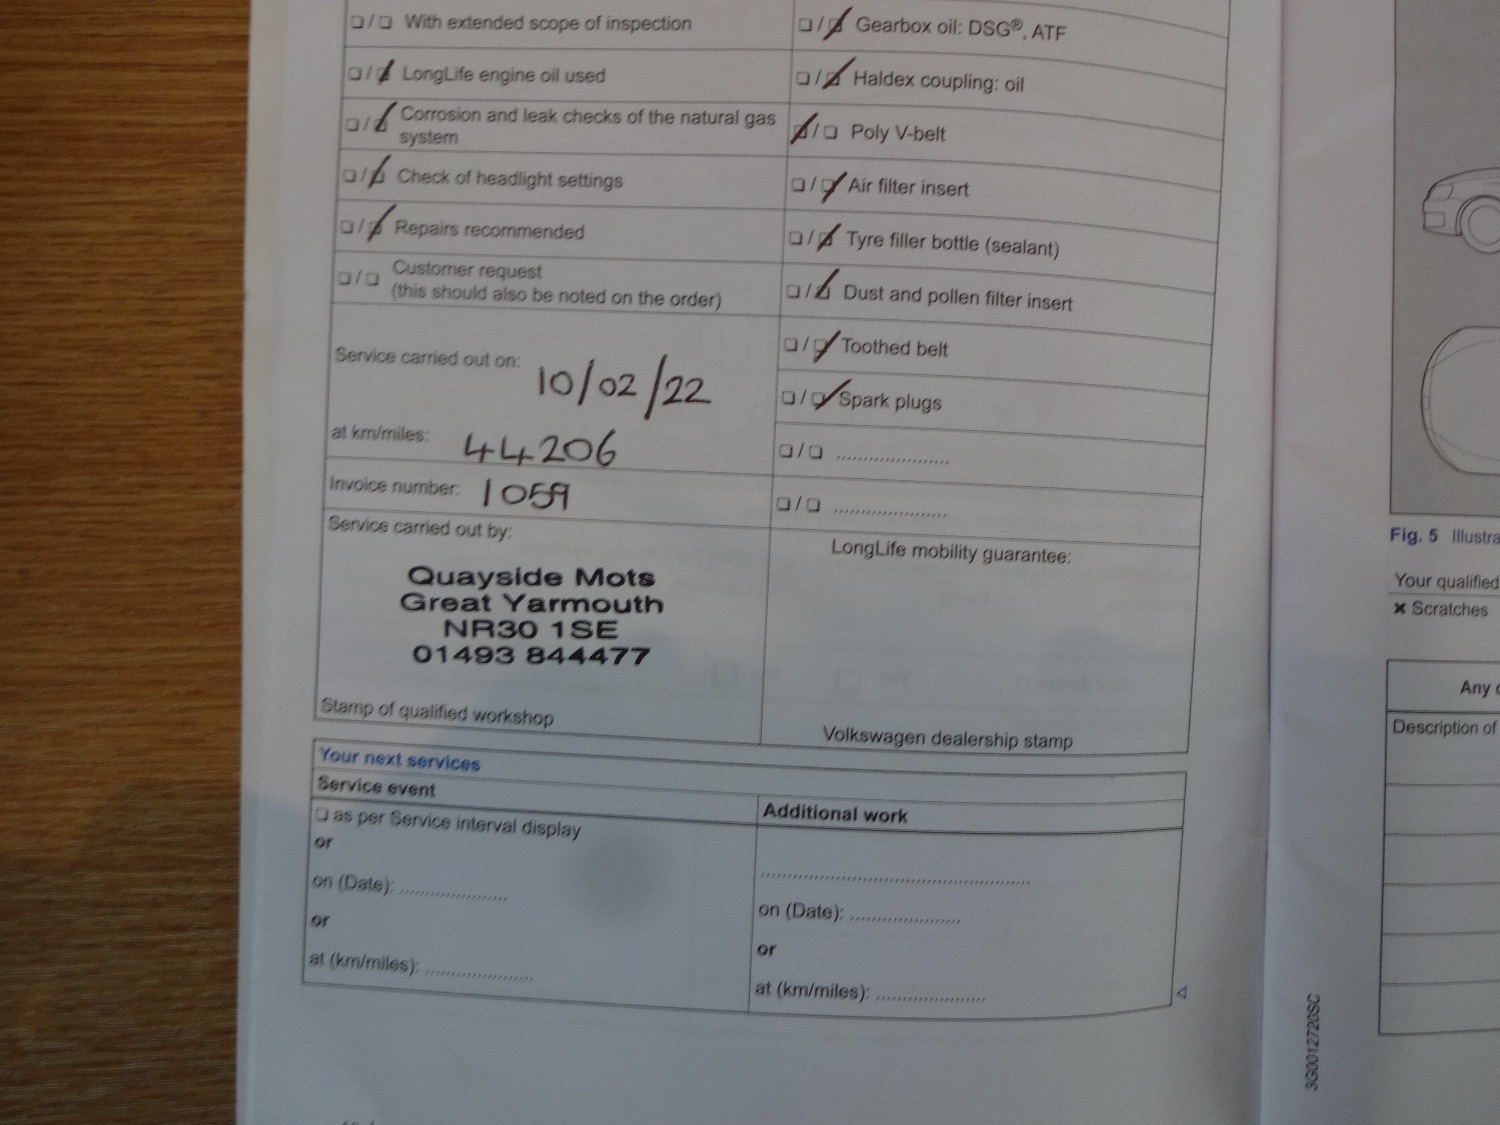 ❏ / ❏ With extended scope of inspection
❏ / ❏ LongLife engine oil used
❏ / ❏ Corrosion and leak checks of the natural gas
system
❏ / ❏ Check of headlight settings
❏ / ❏ Repairs recommended
❏ / ❏ Customer request
(this should also be noted on the order)
Service carried out on: 10/02/22
at km/miles: 44206
Invoice number: 1059
Service carried out by:
Quayside Mots
Great Yarmouth
NR30 1SE
01493 844477
Stamp of qualified workshop
❏ / ❏ Gearbox oil: DSG®, ATF
❏ / ❏ Haldex coupling: oil
❏ / ❏ Poly V-belt
❏ / ❏ Air filter insert
❏ / ❏ Tyre filler bottle (sealant)
❏ / ❏ Dust and pollen filter insert
❏ / ❏ Toothed belt
❏ / ❏ Spark plugs
❏ / ❏ .....................
❏ / ❏ .....................
LongLife mobility guarantee:
Volkswagen dealership stamp
Your next services
Service event
❏ as per Service interval display
or
on (Date): ....................
or
at (km/miles): ....................
Additional work
..................................................
on (Date): ....................
or
at (km/miles): ....................
3G0012720SC
Fig. 5 Illustra
Your qualified
✖ Scratches
Any
Description of